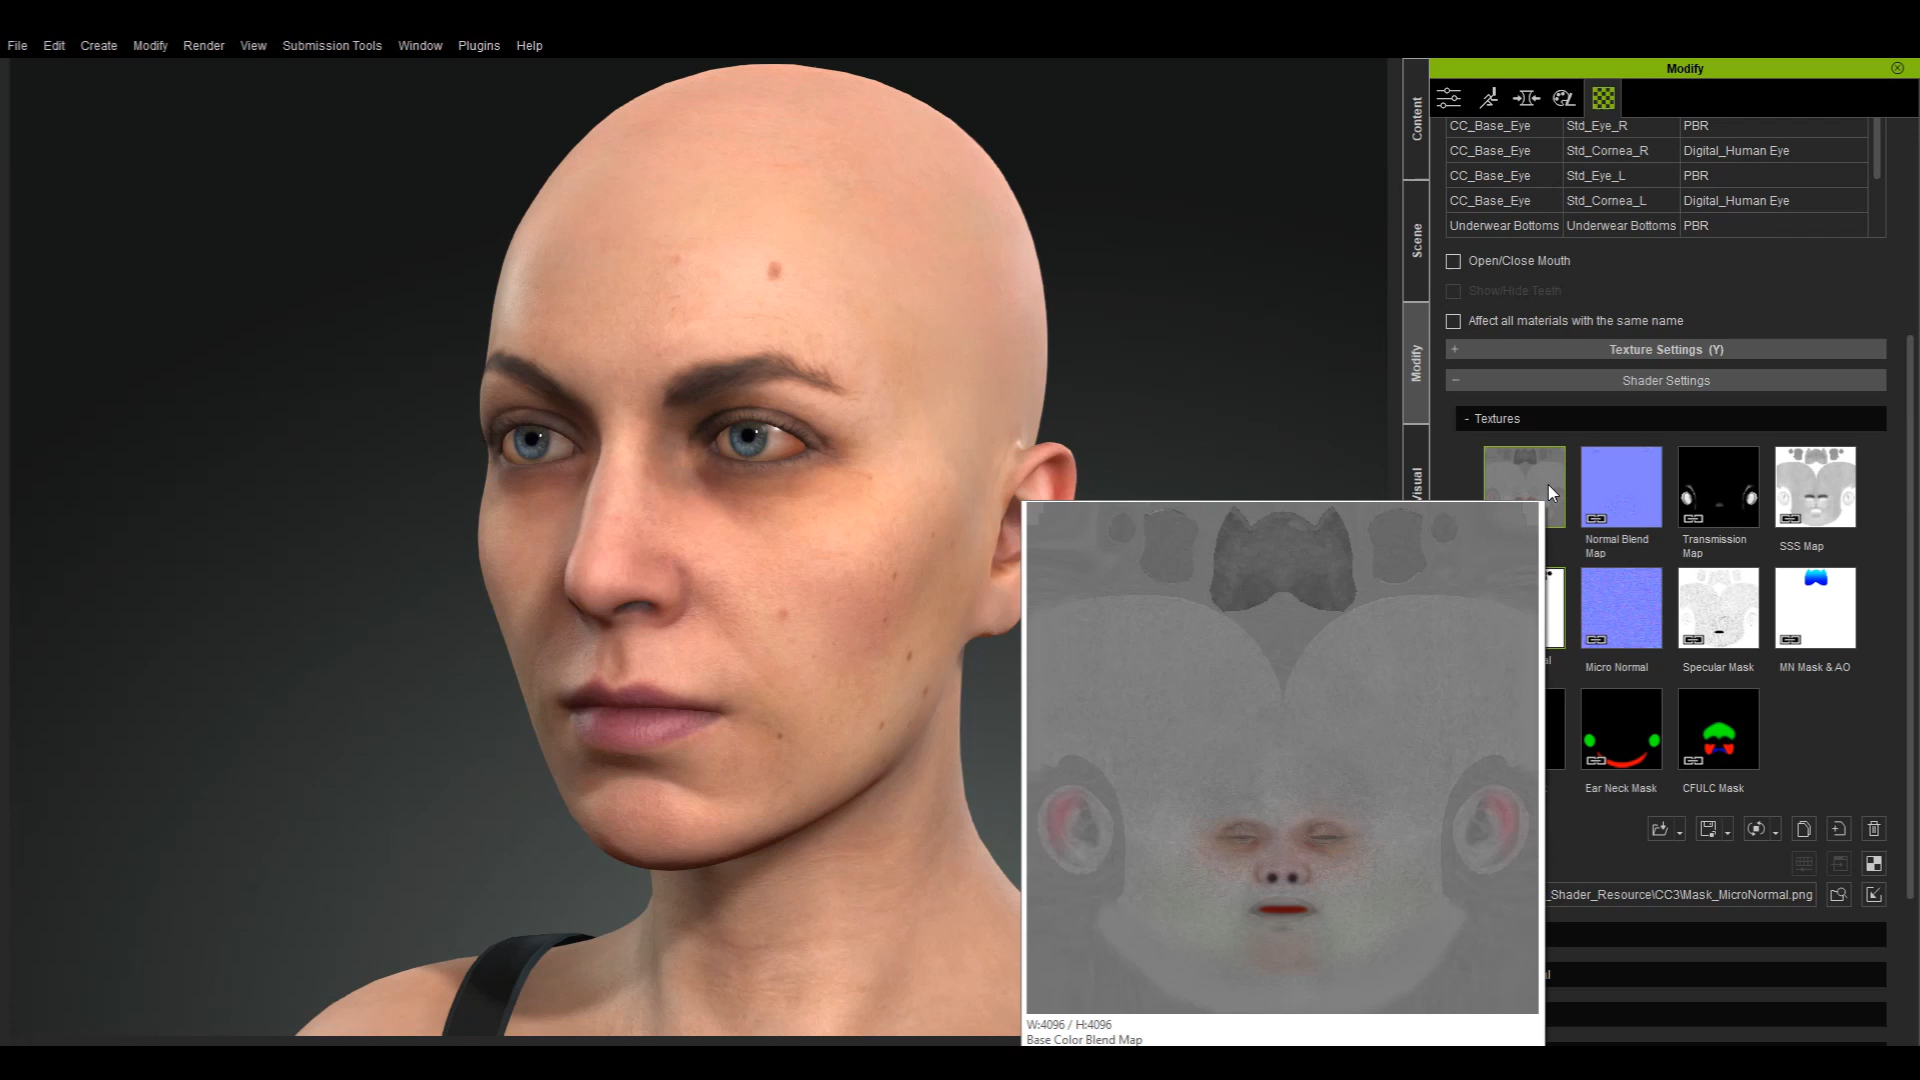 File Edit Create Modify Render View Submission Tools Window Plugins Help
Modify
Content
Scene
Modify
Visual
CC_Base_Eye Std_Eye_R PBR
CC_Base_Eye Std_Cornea_R Digital_Human Eye
CC_Base_Eye Std_Eye_L PBR
CC_Base_Eye Std_Cornea_L Digital_Human Eye
Underwear Bottoms Underwear Bottoms PBR
Open/Close Mouth
Show/Hide Teeth
Affect all materials with the same name
+ Texture Settings (Y)
- Shader Settings
- Textures
Normal Blend Map
Transmission Map
SSS Map
Micro Normal
Specular Mask
MN Mask & AO
Ear Neck Mask
CFULC Mask
_Shader_Resource\CC3\Mask_MicroNormal.png
W:4096 / H:4096
Base Color Blend Map